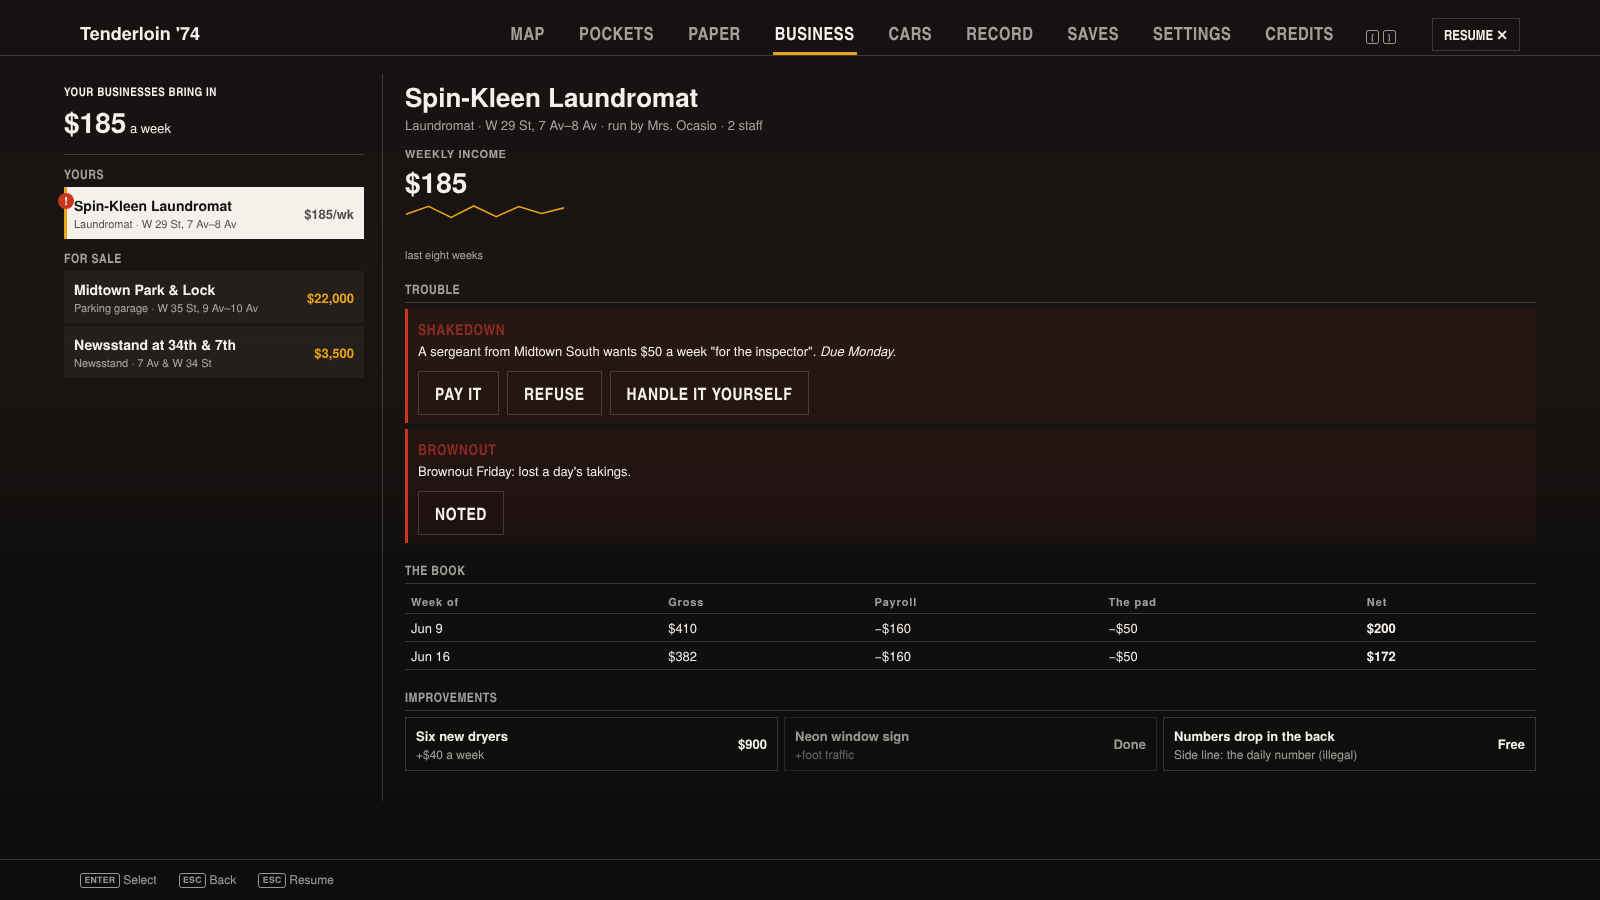 Tenderloin '74
MAP POCKETS PAPER BUSINESS CARS RECORD SAVES SETTINGS CREDITS [ ] RESUME ✕
YOUR BUSINESSES BRING IN
$185 a week
YOURS
!
Spin-Kleen Laundromat
Laundromat · W 29 St, 7 Av–8 Av
$185/wk
FOR SALE
Midtown Park & Lock
Parking garage · W 35 St, 9 Av–10 Av
$22,000
Newsstand at 34th & 7th
Newsstand · 7 Av & W 34 St
$3,500
Spin-Kleen Laundromat
Laundromat · W 29 St, 7 Av–8 Av · run by Mrs. Ocasio · 2 staff
WEEKLY INCOME
$185
last eight weeks
TROUBLE
SHAKEDOWN
A sergeant from Midtown South wants $50 a week "for the inspector". Due Monday.
PAY IT REFUSE HANDLE IT YOURSELF
BROWNOUT
Brownout Friday: lost a day's takings.
NOTED
THE BOOK
Week of Gross Payroll The pad Net
Jun 9 $410 −$160 −$50 $200
Jun 16 $382 −$160 −$50 $172
IMPROVEMENTS
Six new dryers
+$40 a week
$900
Neon window sign
+foot traffic
Done
Numbers drop in the back
Side line: the daily number (illegal)
Free
ENTER Select ESC Back ESC Resume